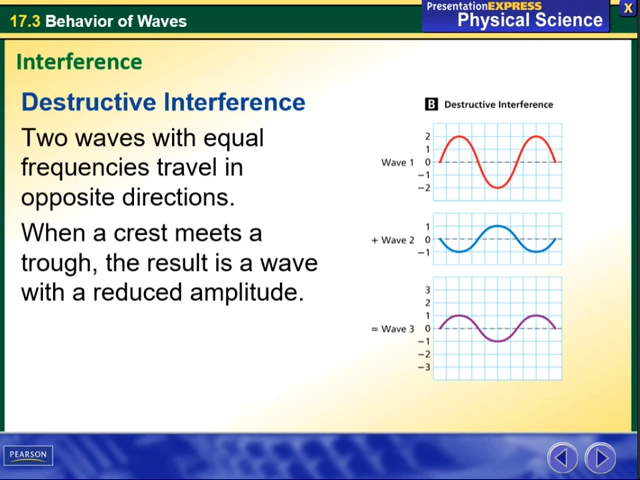 PresentationEXPRESS
17.3 Behavior of Waves
Physical Science
X
Interference
Destructive Interference
Two waves with equal
frequencies travel in
opposite directions.
When a crest meets a
trough, the result is a wave
with a reduced amplitude.
B Destructive Interference
2
1
Wave 1 0
−1
−2
1
+ Wave 2 0
−1
3
2
1
= Wave 3 0
−1
−2
−3
PEARSON